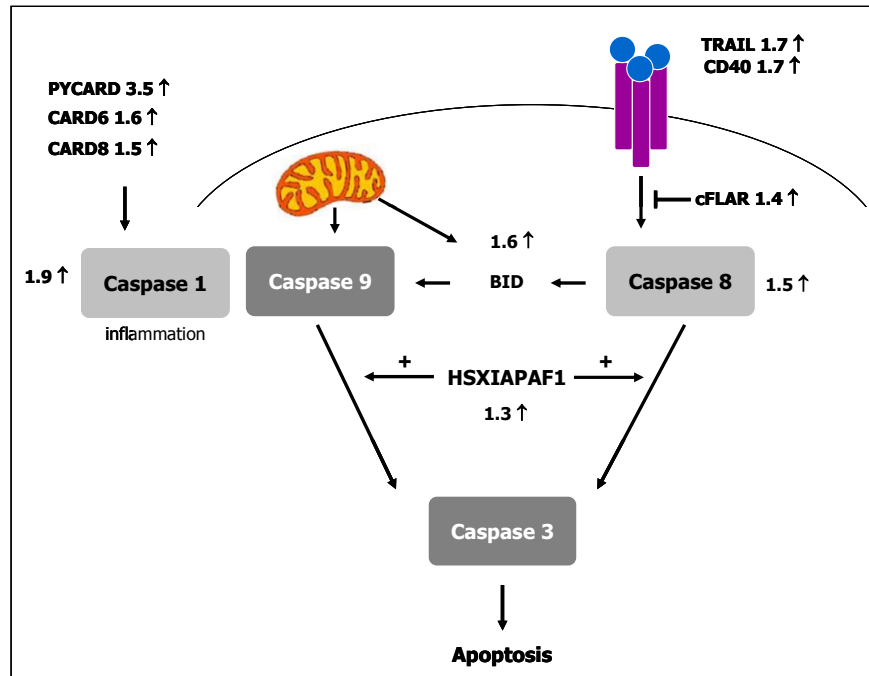 TRAIL 1.7 ↑
CD40 1.7 ↑
PYCARD 3.5 ↑
CARD6 1.6 ↑
CARD8 1.5 ↑
cFLAR 1.4 ↑
1.6 ↑
1.9 ↑
Caspase 1
Caspase 9
BID
Caspase 8
1.5 ↑
inflammation
+
+
HSXIAPAF1
1.3 ↑
Caspase 3
Apoptosis